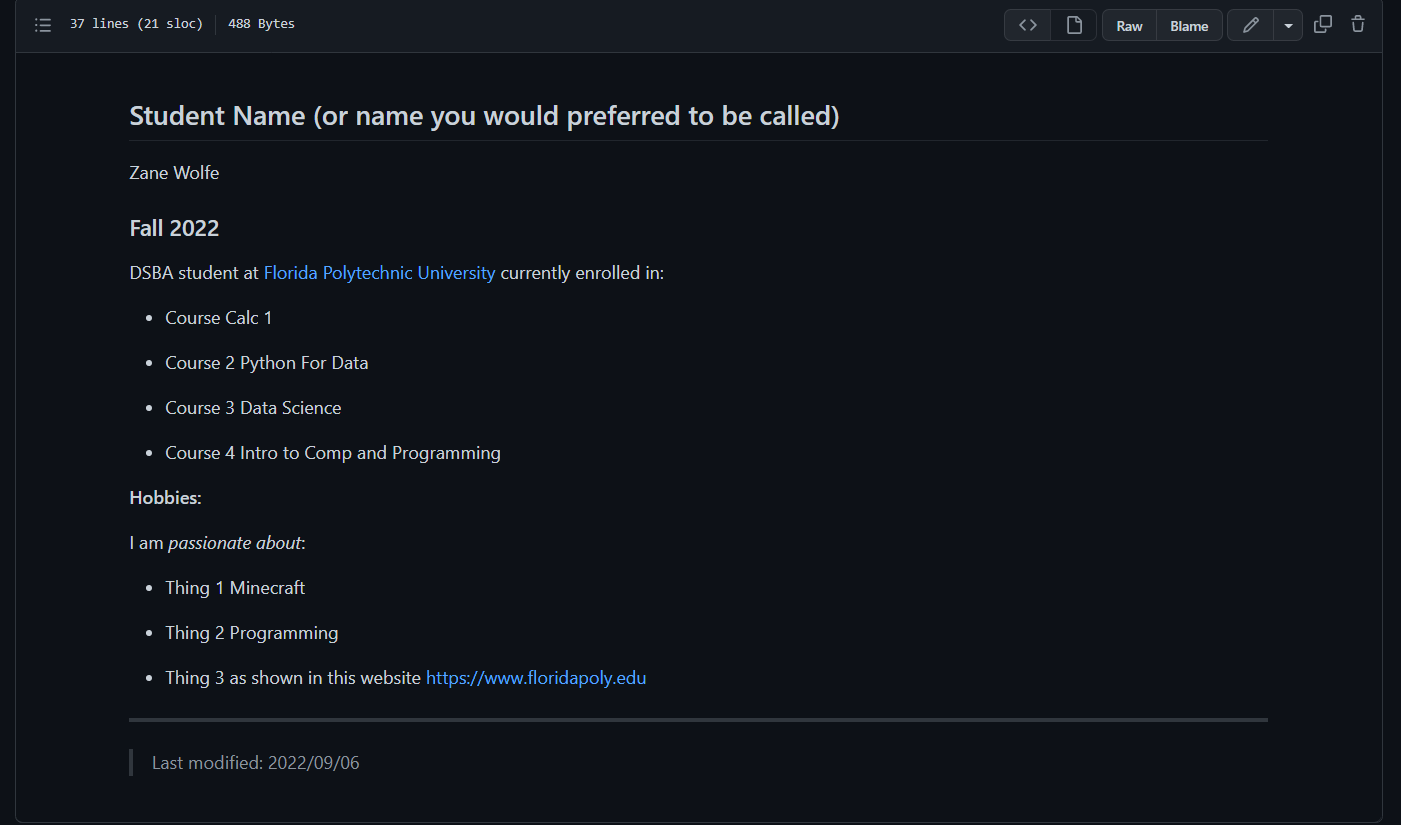 37 lines (21 sloc) 488 Bytes Raw Blame
Student Name (or name you would preferred to be called)
Zane Wolfe
Fall 2022
DSBA student at Florida Polytechnic University currently enrolled in:
• Course Calc 1
• Course 2 Python For Data
• Course 3 Data Science
• Course 4 Intro to Comp and Programming
Hobbies:
I am passionate about:
• Thing 1 Minecraft
• Thing 2 Programming
• Thing 3 as shown in this website https://www.floridapoly.edu
Last modified: 2022/09/06